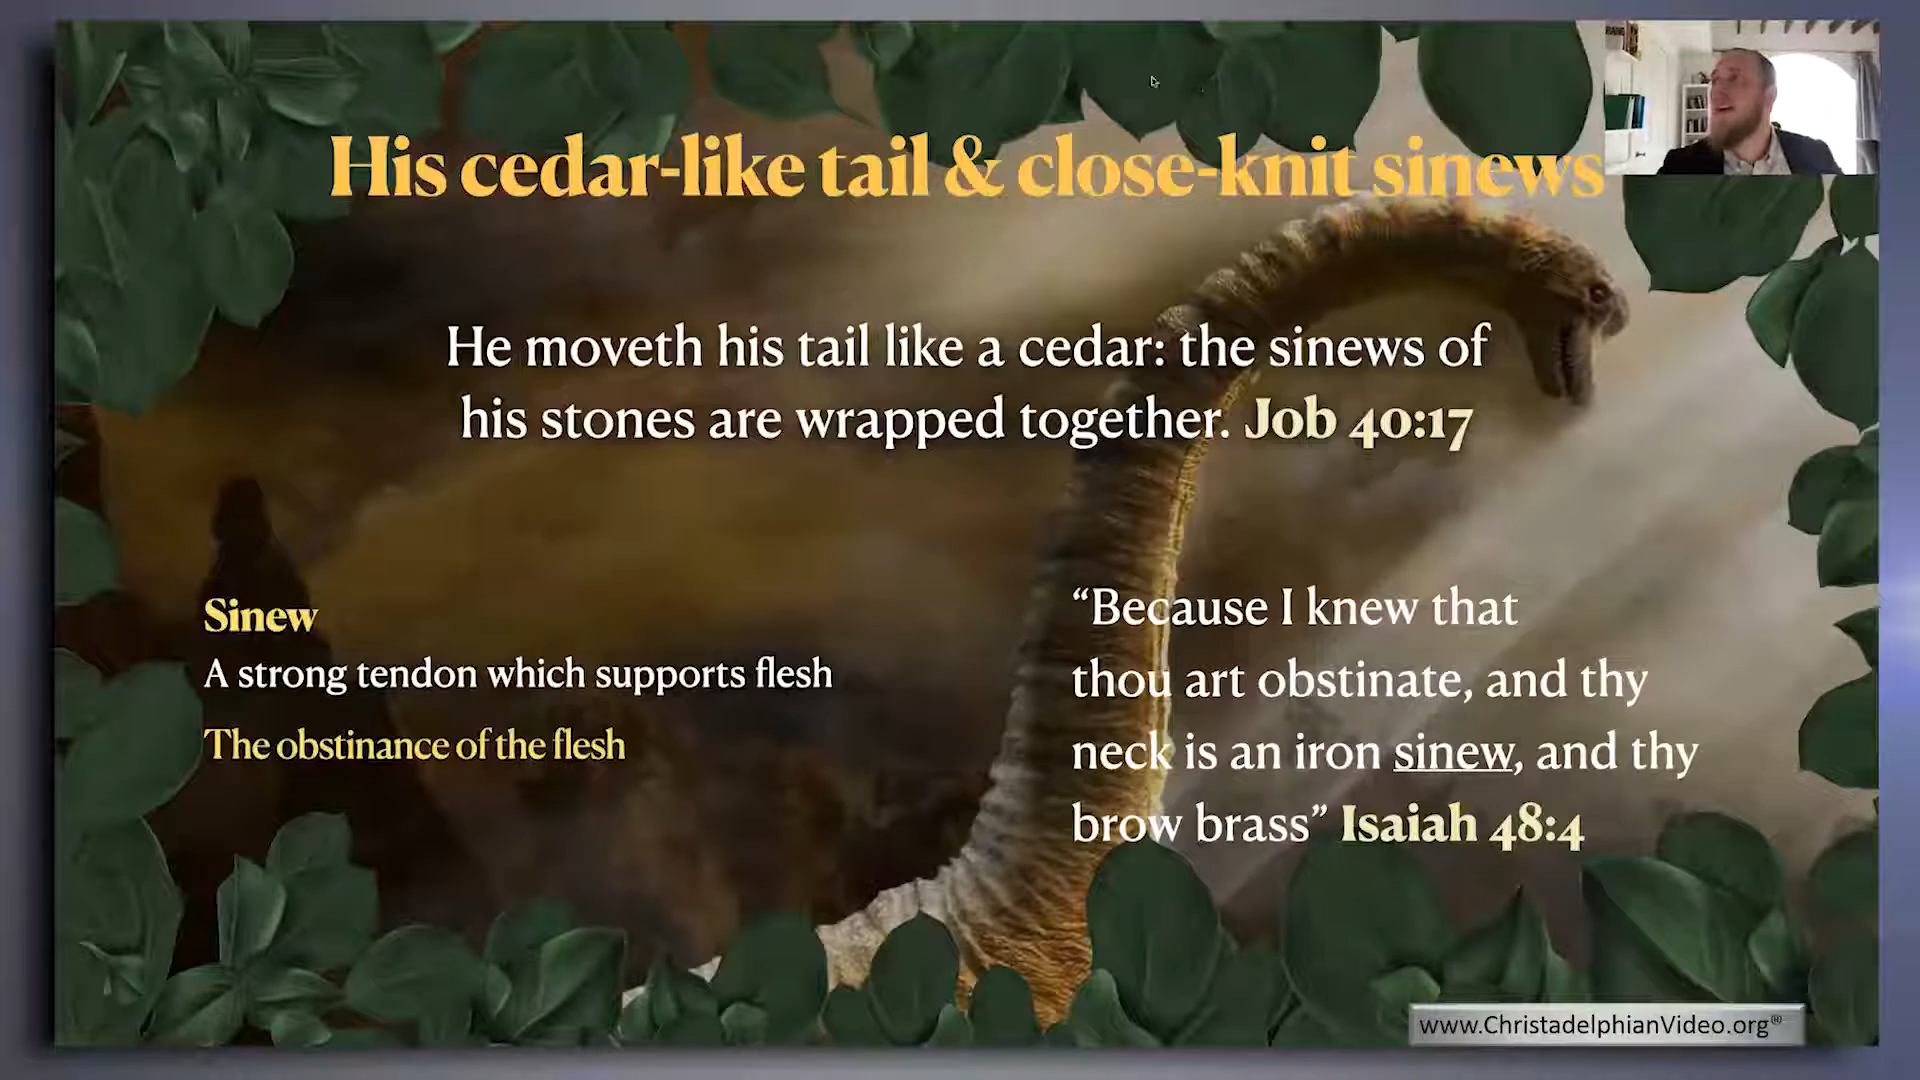 His cedar-like tail & close-knit sinews
He moveth his tail like a cedar: the sinews of
his stones are wrapped together. Job 40:17
Sinew
A strong tendon which supports flesh
The obstinance of the flesh
“Because I knew that
thou art obstinate, and thy
neck is an iron sinew, and thy
brow brass” Isaiah 48:4
www.ChristadelphianVideo.org®